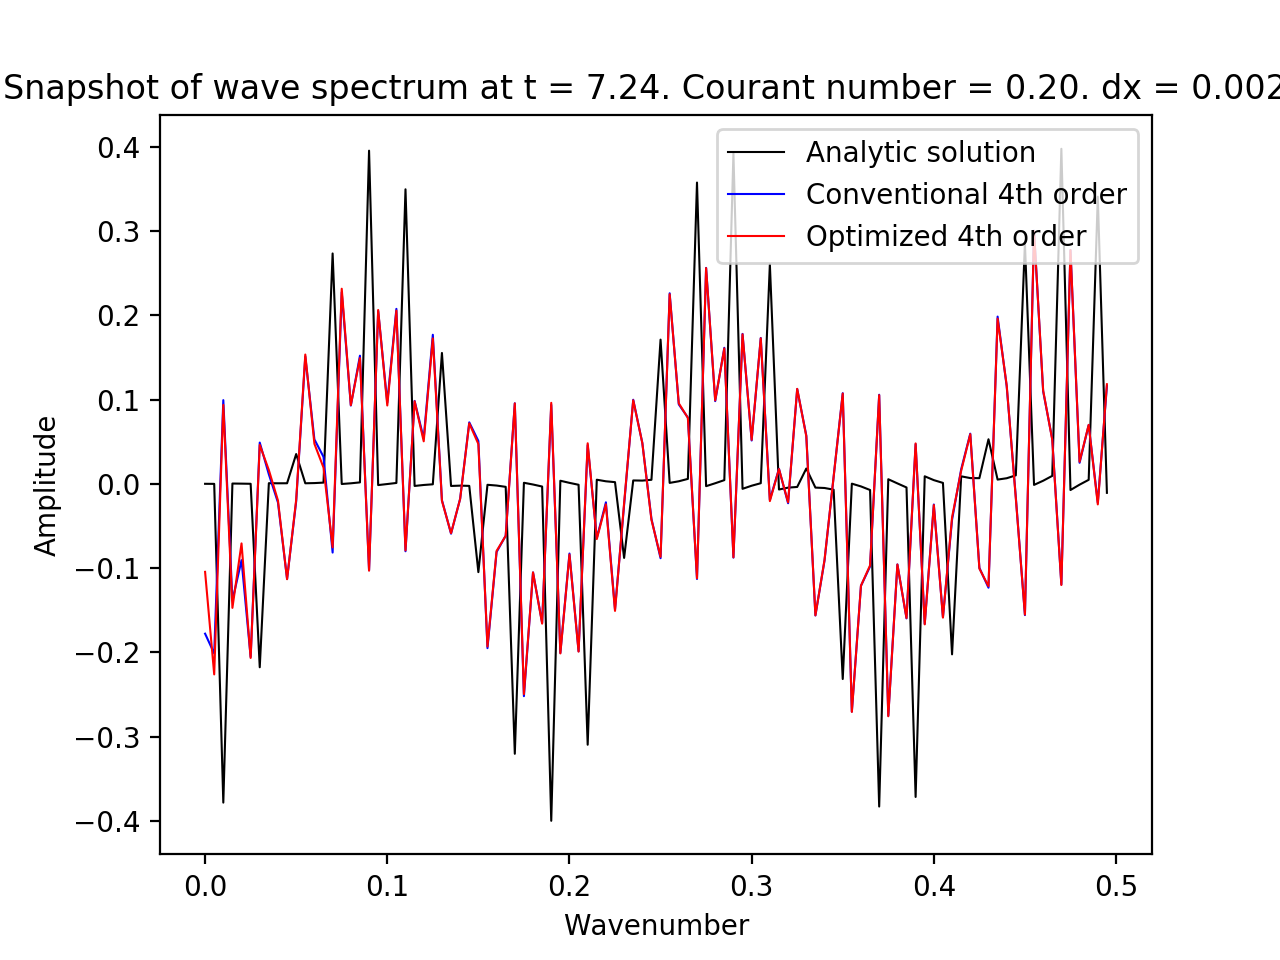 Snapshot of wave spectrum at t = 7.24. Courant number = 0.20. dx = 0.002
Analytic solution
Conventional 4th order
Optimized 4th order
0.4
0.3
0.2
0.1
0.0
−0.1
−0.2
−0.3
−0.4
Amplitude
0.0 0.1 0.2 0.3 0.4 0.5
Wavenumber